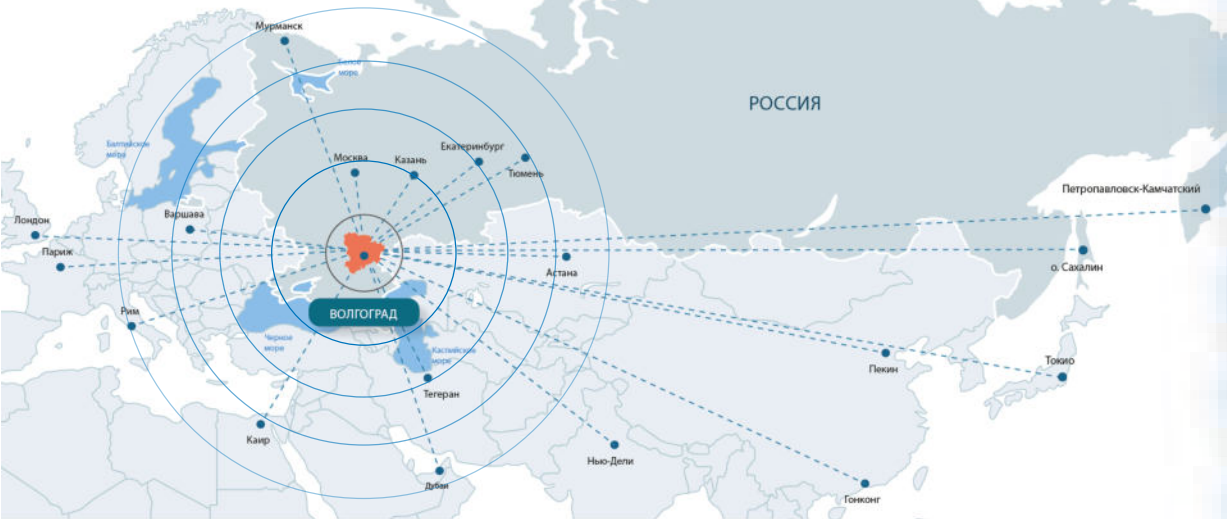 Мурманск
Белое
море
РОССИЯ
Балтийское
море
Москва
Казань
Екатеринбург
Тюмень
Петропавловск-Камчатский
Варшава
Лондон
Париж
Астана
о. Сахалин
Рим
ВОЛГОГРАД
Черное
море
Каспийское
море
Пекин
Токио
Тегеран
Каир
Нью-Дели
Дубаи
Гонконг